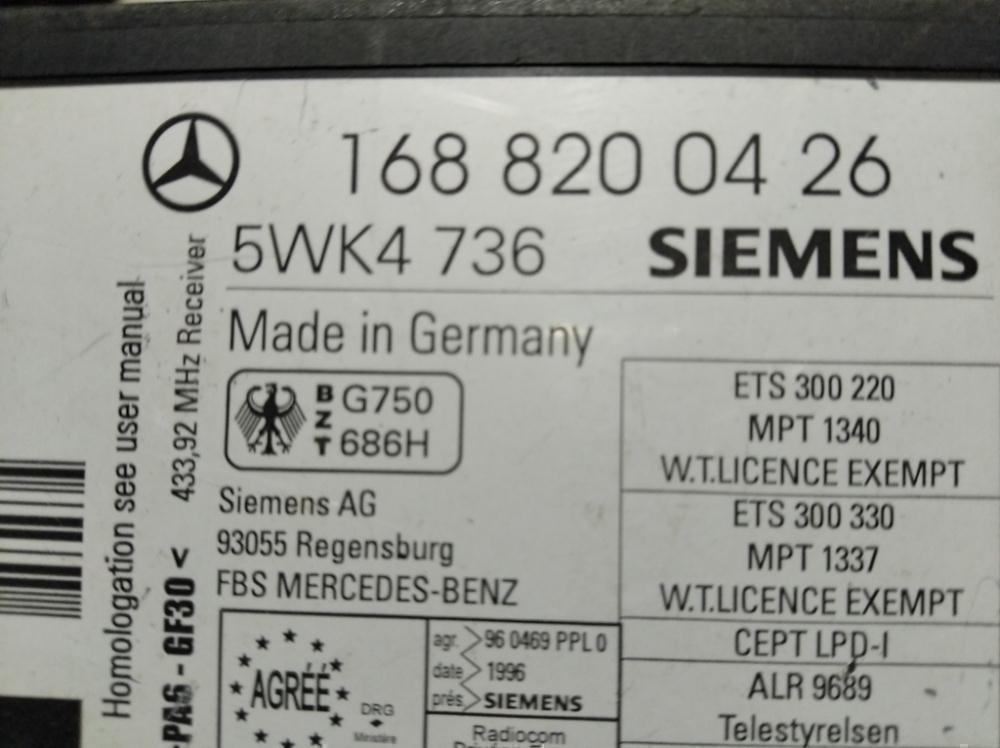 168 820 04 26
5WK4 736 SIEMENS
Made in Germany
BZT G750
686H
Siemens AG
93055 Regensburg
FBS MERCEDES-BENZ
ETS 300 220
MPT 1340
W.T.LICENCE EXEMPT
ETS 300 330
MPT 1337
W.T.LICENCE EXEMPT
CEPT LPD-I
ALR 9689
Telestyrelsen
AGRÉÉ
DRG
Ministère
agr. 96 0469 PPL 0
date 1996
prés. SIEMENS
Radiocom
433,92 MHz Receiver
Homologation see user manual
PA6 - GF30 <